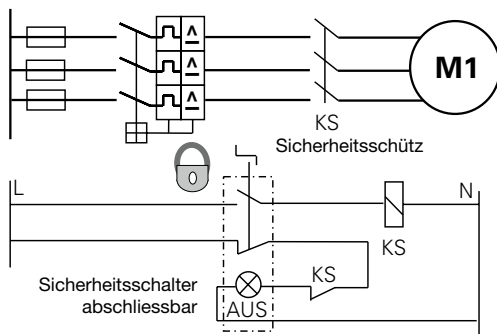 M1
KS
Sicherheitsschütz
L
N
KS
Sicherheitsschalter
abschliessbar
KS
AUS